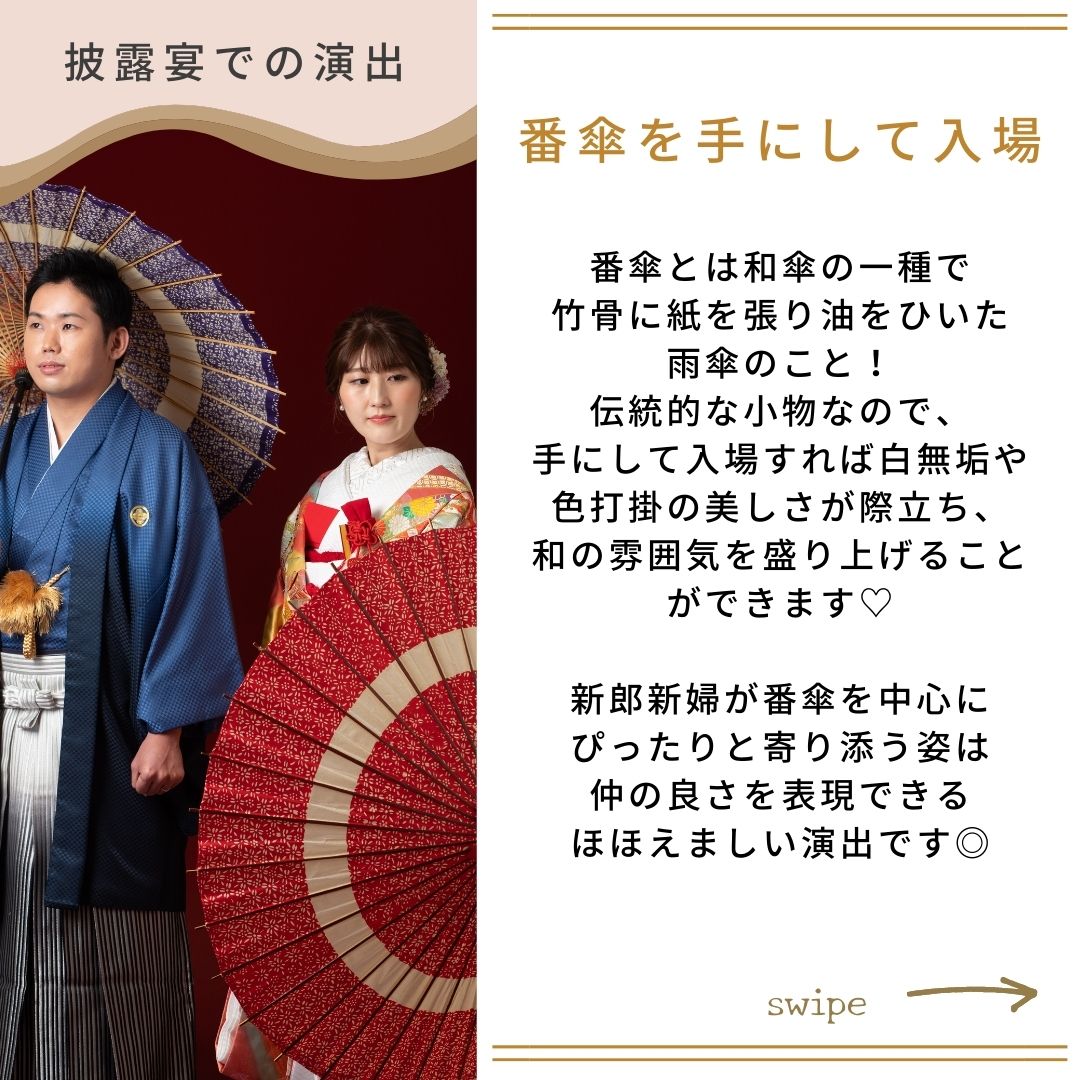 披露宴での演出
番傘を手にして入場
番傘とは和傘の一種で
竹骨に紙を張り油をひいた
雨傘のこと！
伝統的な小物なので、
手にして入場すれば白無垢や
色打掛の美しさが際立ち、
和の雰囲気を盛り上げること
ができます♡
新郎新婦が番傘を中心に
ぴったりと寄り添う姿は
仲の良さを表現できる
ほほえましい演出です◎
swipe